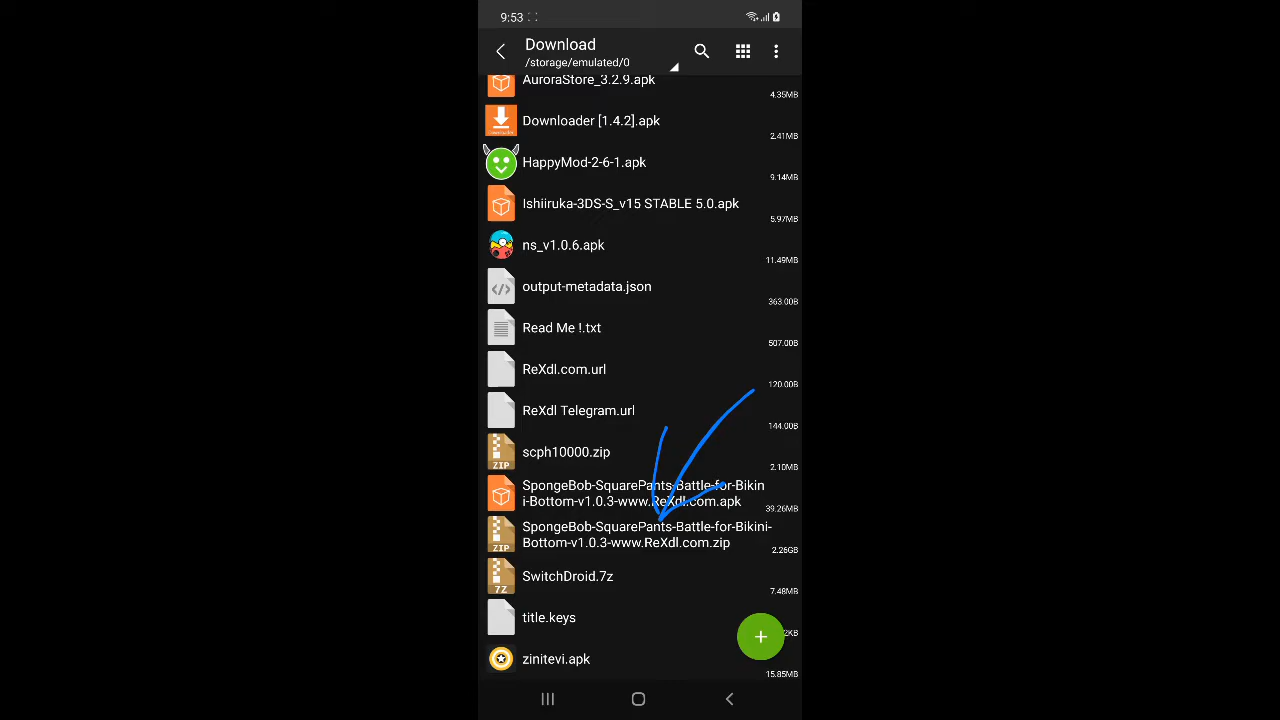 9:53
Download
/storage/emulated/0
AuroraStore_3.2.9.apk
4.35MB
Downloader [1.4.2].apk
2.41MB
HappyMod-2-6-1.apk
9.14MB
Ishiiruka-3DS-S_v15 STABLE 5.0.apk
5.97MB
ns_v1.0.6.apk
11.49MB
output-metadata.json
363.00B
Read Me !.txt
507.00B
ReXdl.com.url
120.00B
ReXdl Telegram.url
144.00B
ZIP
scph10000.zip
2.10MB
SpongeBob-SquarePants-Battle-for-Bikin
i-Bottom-v1.0.3-www.ReXdl.com.apk
39.26MB
ZIP
SpongeBob-SquarePants-Battle-for-Bikini-
Bottom-v1.0.3-www.ReXdl.com.zip
2.26GB
7Z
SwitchDroid.7z
7.48MB
title.keys
zinitevi.apk
15.85MB